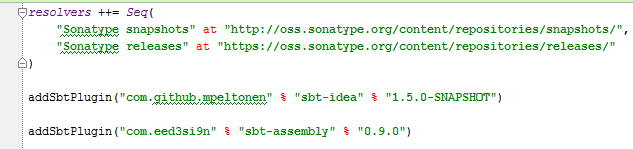 resolvers ++= Seq(
    "Sonatype snapshots" at "http://oss.sonatype.org/content/repositories/snapshots/",
    "Sonatype releases" at "https://oss.sonatype.org/content/repositories/releases/"
)
addSbtPlugin("com.github.mpeltonen" % "sbt-idea" % "1.5.0-SNAPSHOT")
addSbtPlugin("com.eed3si9n" % "sbt-assembly" % "0.9.0")